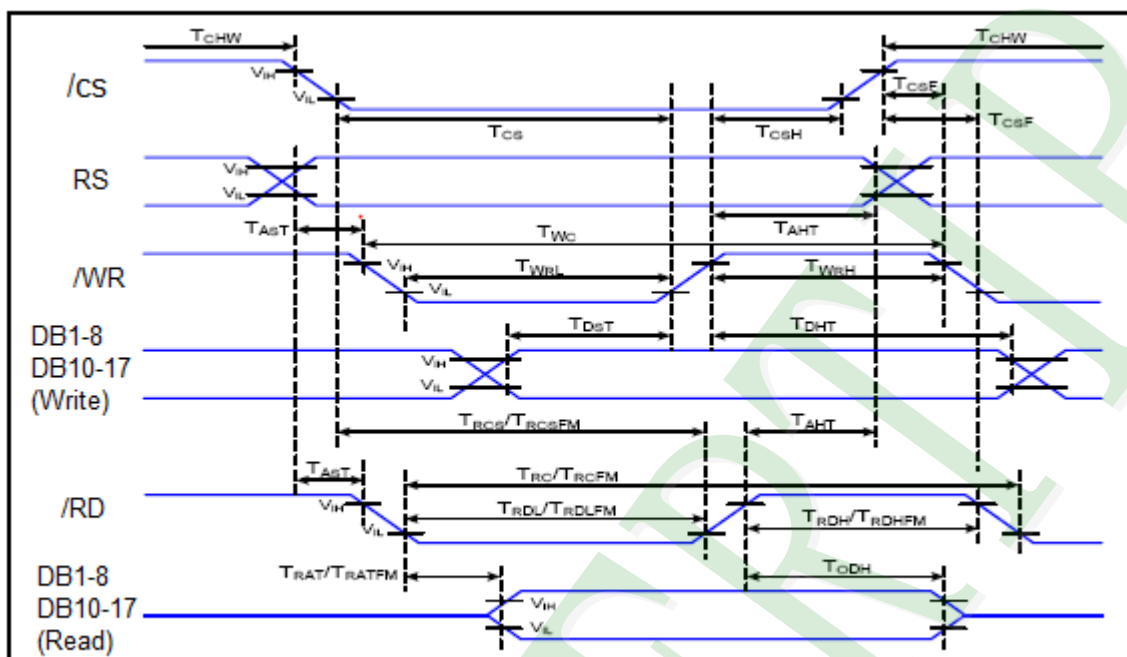 TCHW TCHW
/CS VIH TCSF
VIL
TCS TCSH TCSF
RS VIH
VIL
TAST TWC TAHT
/WR VIH TWRL TWRH
VIL
DB1-8 TDST TDHT
DB10-17 VIH
(Write) VIL
TRCS/TRCSFM TAHT
TAST TRC/TRCFM
/RD VIH TRDL/TRDLFM TRDH/TRDHFM
VIL
DB1-8 TRAT/TRATFM TODH
DB10-17 VIH
(Read) VIL